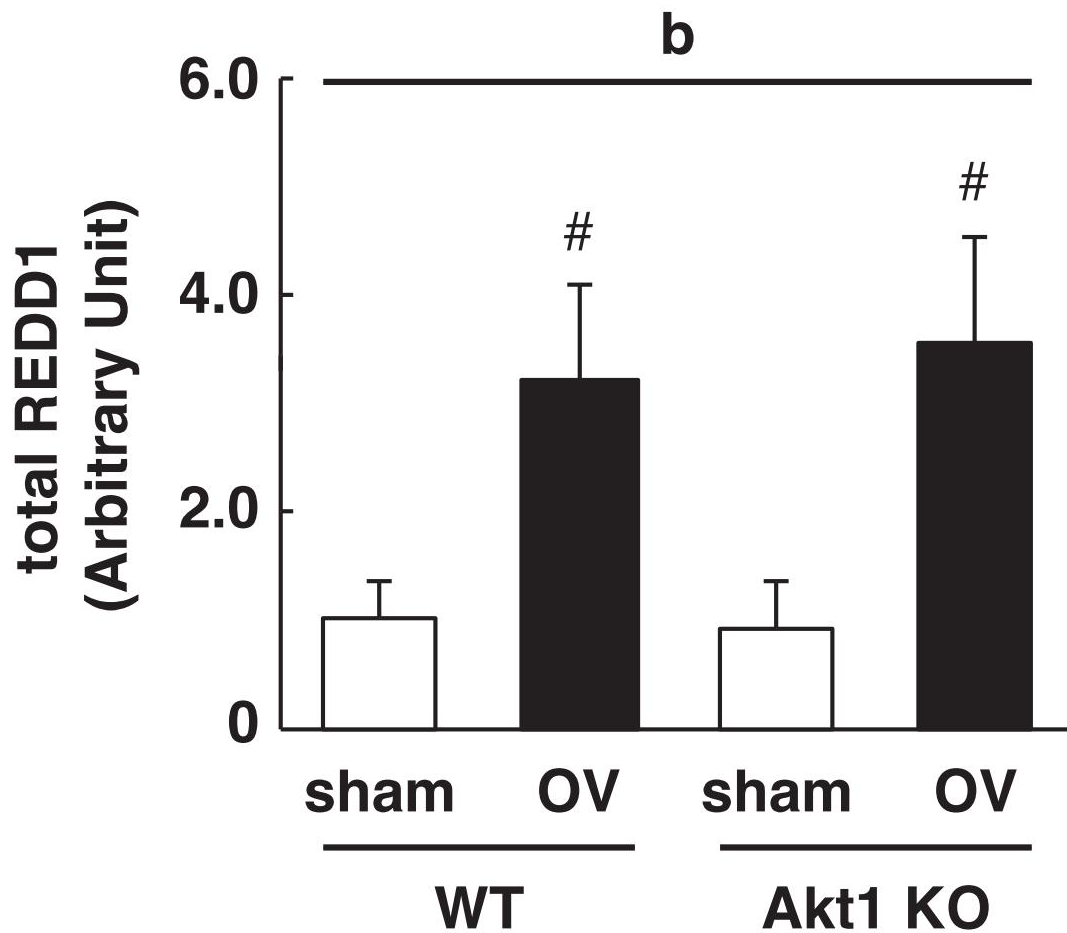 b
6.0
#
#
4.0
2.0
0
total REDD1
(Arbitrary Unit)
sham OV sham OV
WT Akt1 KO